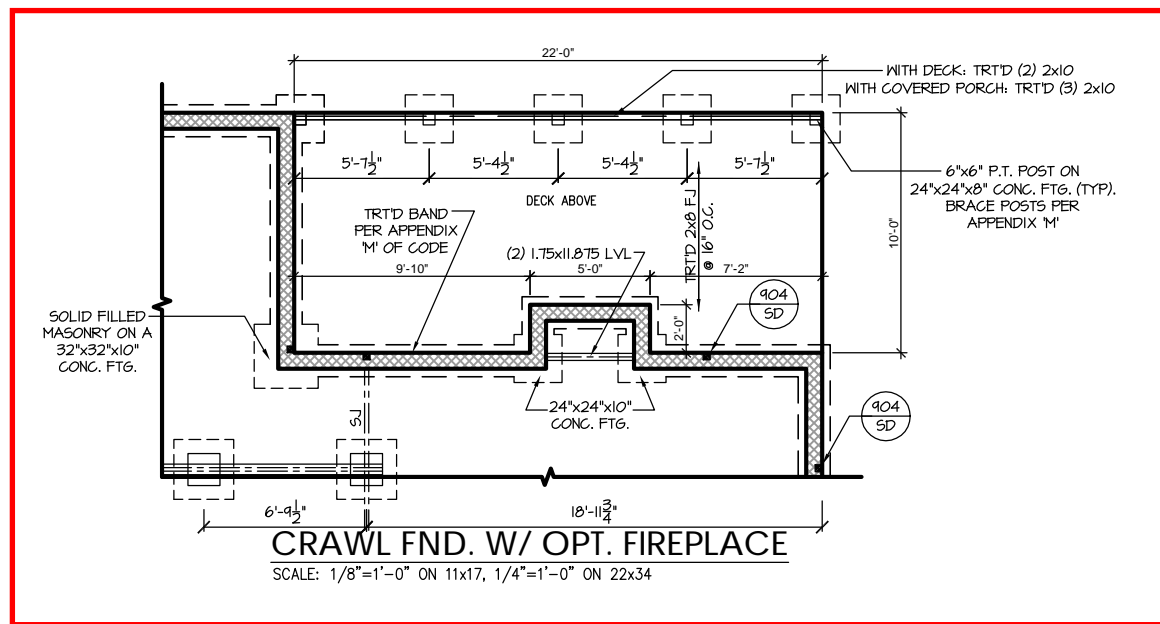 22'-0"
WITH DECK: TRT'D (2) 2x10
WITH COVERED PORCH: TRT'D (3) 2x10
5'-7½"
5'-4½"
5'-4½"
5'-7½"
6"x6" P.T. POST ON
24"x24"x8" CONC. FTG. (TYP).
BRACE POSTS PER
APPENDIX 'M'
DECK ABOVE
TRT'D BAND
PER APPENDIX
'M' OF CODE
TRT'D 2x8 FJ
@ 16" O.C.
10'-0"
(2) 1.75x11.875 LVL
9'-10"
5'-0"
7'-2"
904
SD
SOLID FILLED
MASONRY ON A
32"x32"x10"
CONC. FTG.
2'-0"
24"x24"x10"
CONC. FTG.
904
SD
SJ
6'-9½"
18'-11¾"
CRAWL FND. W/ OPT. FIREPLACE
SCALE: 1/8"=1'-0" ON 11x17, 1/4"=1'-0" ON 22x34